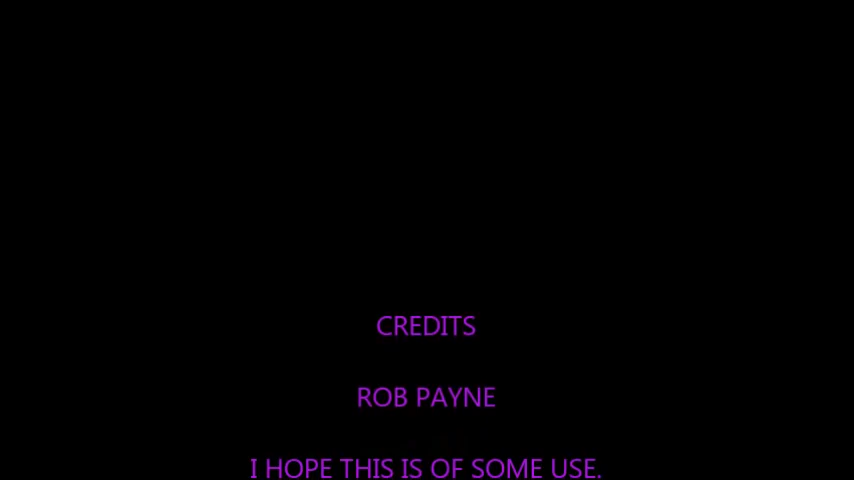 CREDITS
ROB PAYNE
I HOPE THIS IS OF SOME USE.